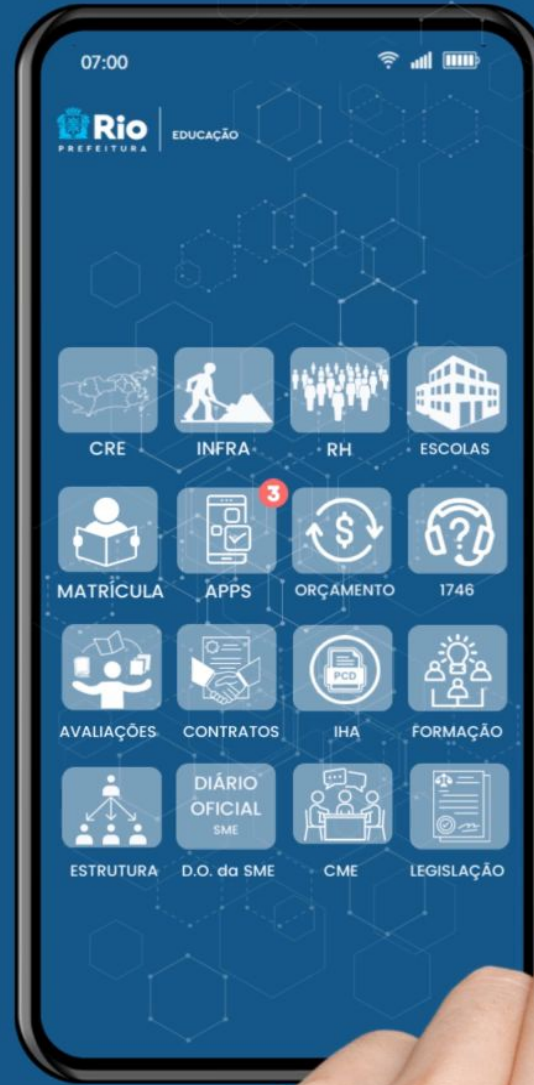 07:00
Rio
PREFEITURA
EDUCAÇÃO
CRE INFRA RH ESCOLAS
3
MATRÍCULA APPS ORÇAMENTO 1746
PCD
AVALIAÇÕES CONTRATOS IHA FORMAÇÃO
DIÁRIO
OFICIAL
SME
ESTRUTURA D.O. da SME CME LEGISLAÇÃO